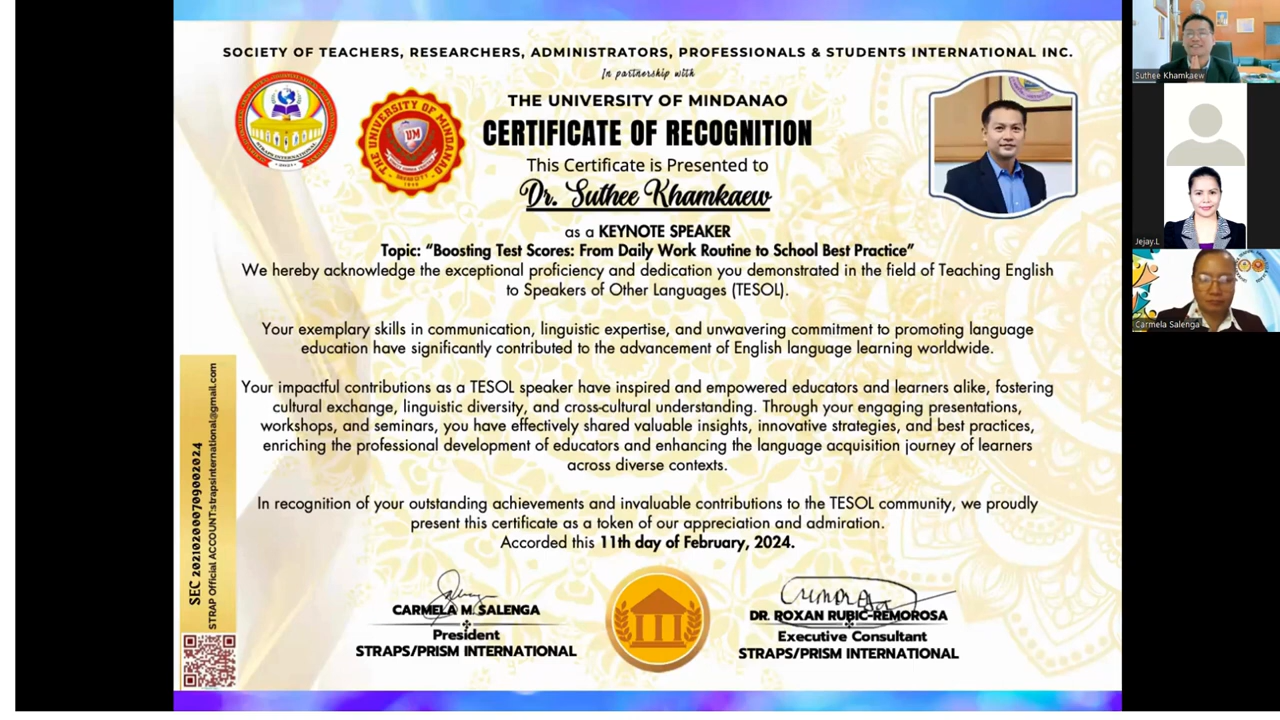 SOCIETY OF TEACHERS, RESEARCHERS, ADMINISTRATORS, PROFESSIONALS & STUDENTS INTERNATIONAL INC.
In partnership with
THE UNIVERSITY OF MINDANAO
CERTIFICATE OF RECOGNITION
This Certificate is Presented to
Dr. Suthee Khamkaew
as a KEYNOTE SPEAKER
Topic: “Boosting Test Scores: From Daily Work Routine to School Best Practice”
We hereby acknowledge the exceptional proficiency and dedication you demonstrated in the field of Teaching English
to Speakers of Other Languages (TESOL).
Your exemplary skills in communication, linguistic expertise, and unwavering commitment to promoting language
education have significantly contributed to the advancement of English language learning worldwide.
Your impactful contributions as a TESOL speaker have inspired and empowered educators and learners alike, fostering
cultural exchange, linguistic diversity, and cross-cultural understanding. Through your engaging presentations,
workshops, and seminars, you have effectively shared valuable insights, innovative strategies, and best practices,
enriching the professional development of educators and enhancing the language acquisition journey of learners
across diverse contexts.
In recognition of your outstanding achievements and invaluable contributions to the TESOL community, we proudly
present this certificate as a token of our appreciation and admiration.
Accorded this 11th day of February, 2024.
CARMELA M. SALENGA
President
STRAPS/PRISM INTERNATIONAL
DR. ROXAN RUBIC-REMOROSA
Executive Consultant
STRAPS/PRISM INTERNATIONAL
SEC 202102000709002024
STRAP Official ACCOUNT:strapsinternational@gmail.com
THE UNIVERSITY OF MINDANAO
UM
STRAPS INTERNATIONAL
Suthee Khamkaew
Jejay.L
Carmela Salenga